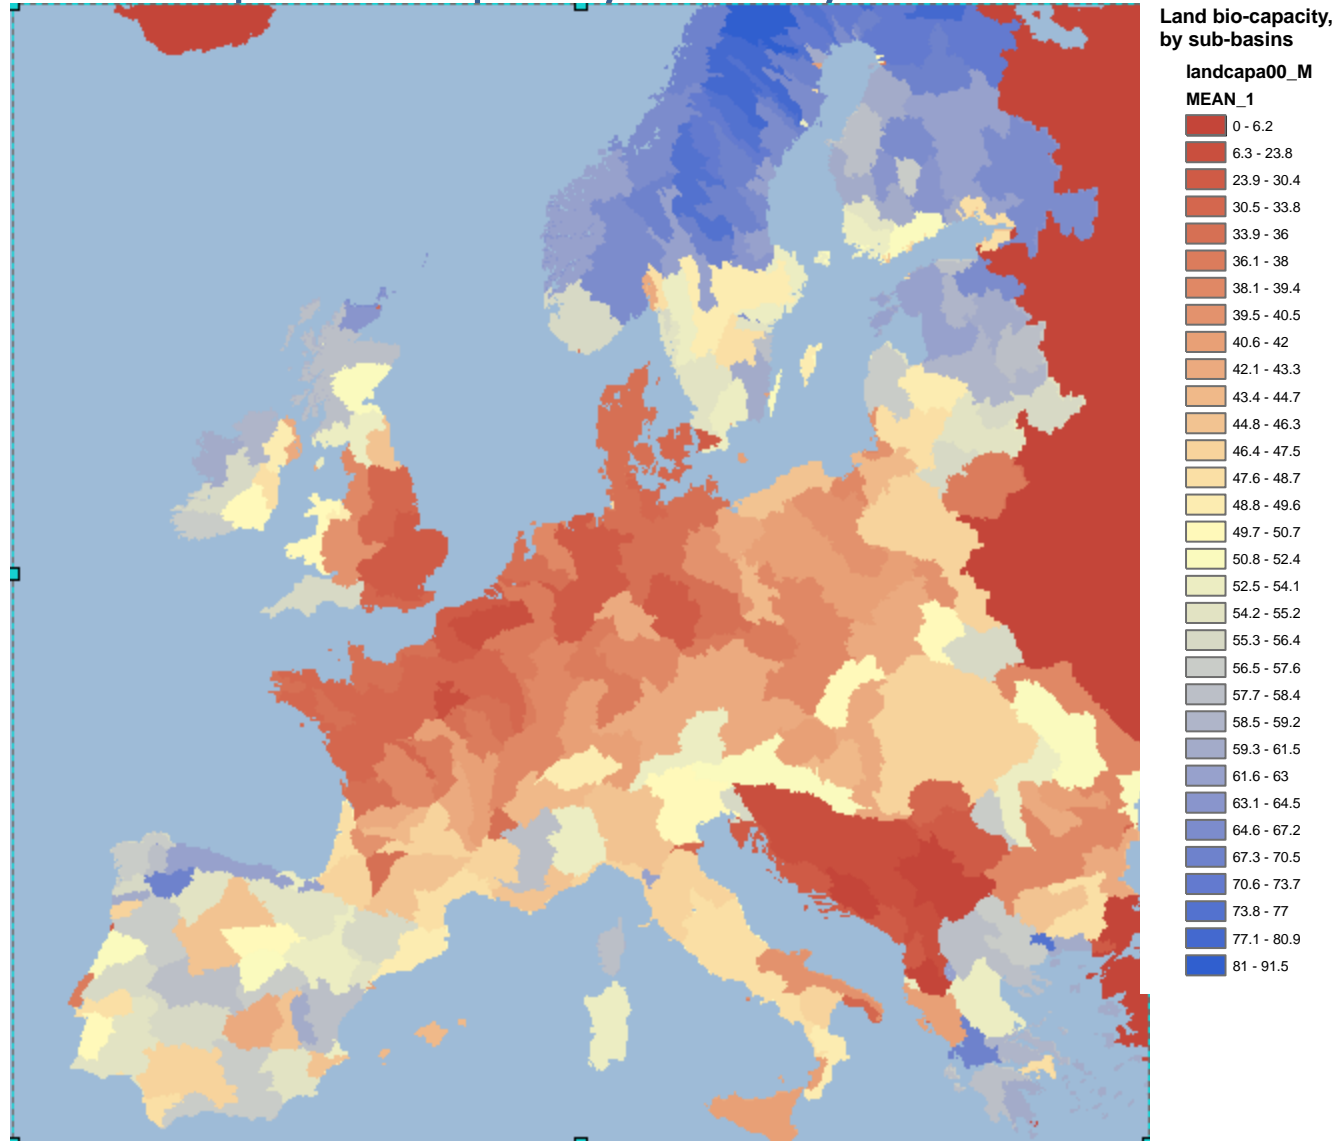 Land bio-capacity,
by sub-basins
landcapa00_M
MEAN_1
0 - 6.2
6.3 - 23.8
23.9 - 30.4
30.5 - 33.8
33.9 - 36
36.1 - 38
38.1 - 39.4
39.5 - 40.5
40.6 - 42
42.1 - 43.3
43.4 - 44.7
44.8 - 46.3
46.4 - 47.5
47.6 - 48.7
48.8 - 49.6
49.7 - 50.7
50.8 - 52.4
52.5 - 54.1
54.2 - 55.2
55.3 - 56.4
56.5 - 57.6
57.7 - 58.4
58.5 - 59.2
59.3 - 61.5
61.6 - 63
63.1 - 64.5
64.6 - 67.2
67.3 - 70.5
70.6 - 73.7
73.8 - 77
77.1 - 80.9
81 - 91.5